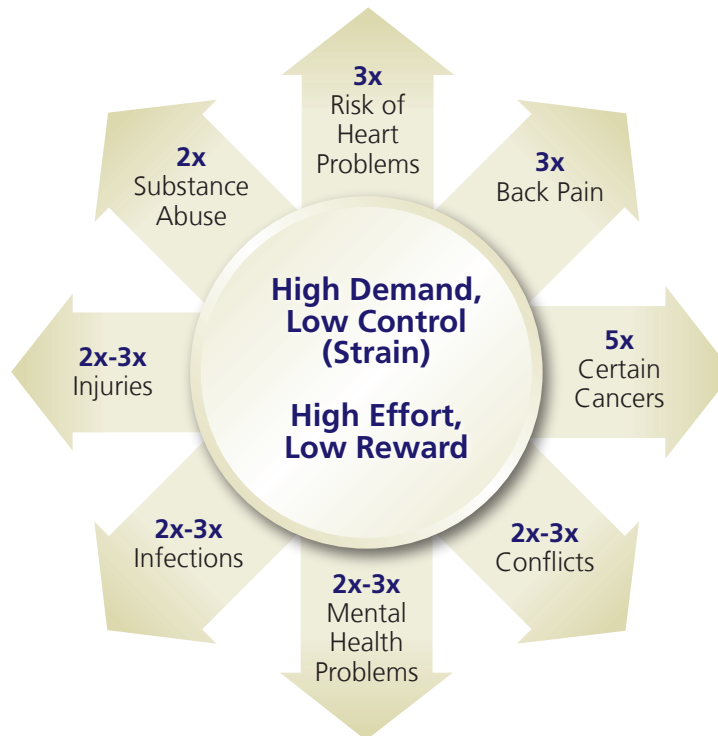 3x
Risk of
Heart
Problems
3x
Back Pain
5x
Certain
Cancers
2x-3x
Conflicts
2x-3x
Mental
Health
Problems
2x-3x
Infections
2x-3x
Injuries
2x
Substance
Abuse
High Demand,
Low Control
(Strain)
High Effort,
Low Reward